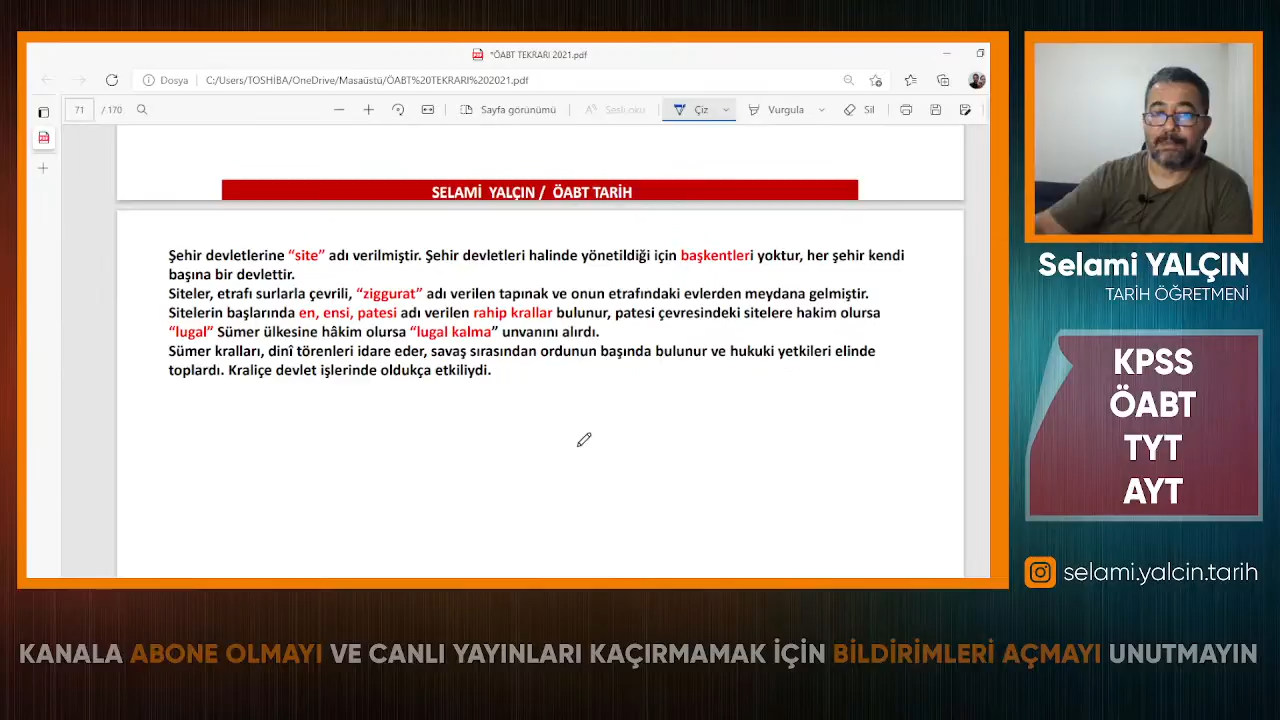 *ÖABT TEKRARI 2021.pdf
Dosya C:/Users/TOSHIBA/OneDrive/Masaüstü/ÖABT%20TEKRARI%202021.pdf
71 / 170 Sayfa görünümü Sesli oku Çiz Vurgula Sil
SELAMİ YALÇIN / ÖABT TARİH
Şehir devletlerine “site” adı verilmiştir. Şehir devletleri halinde yönetildiği için başkentleri yoktur, her şehir kendi
başına bir devlettir.
Siteler, etrafı surlarla çevrili, “ziggurat” adı verilen tapınak ve onun etrafındaki evlerden meydana gelmiştir.
Sitelerin başlarında en, ensi, patesi adı verilen rahip krallar bulunur, patesi çevresindeki sitelere hakim olursa
“lugal” Sümer ülkesine hâkim olursa “lugal kalma” unvanını alırdı.
Sümer kralları, dinî törenleri idare eder, savaş sırasından ordunun başında bulunur ve hukuki yetkileri elinde
toplardı. Kraliçe devlet işlerinde oldukça etkiliydi.
Selami YALÇIN
TARİH ÖĞRETMENİ
KPSS
ÖABT
TYT
AYT
selami.yalcin.tarih
KANALA ABONE OLMAYI VE CANLI YAYINLARI KAÇIRMAMAK İÇİN BİLDİRİMLERİ AÇMAYI UNUTMAYIN